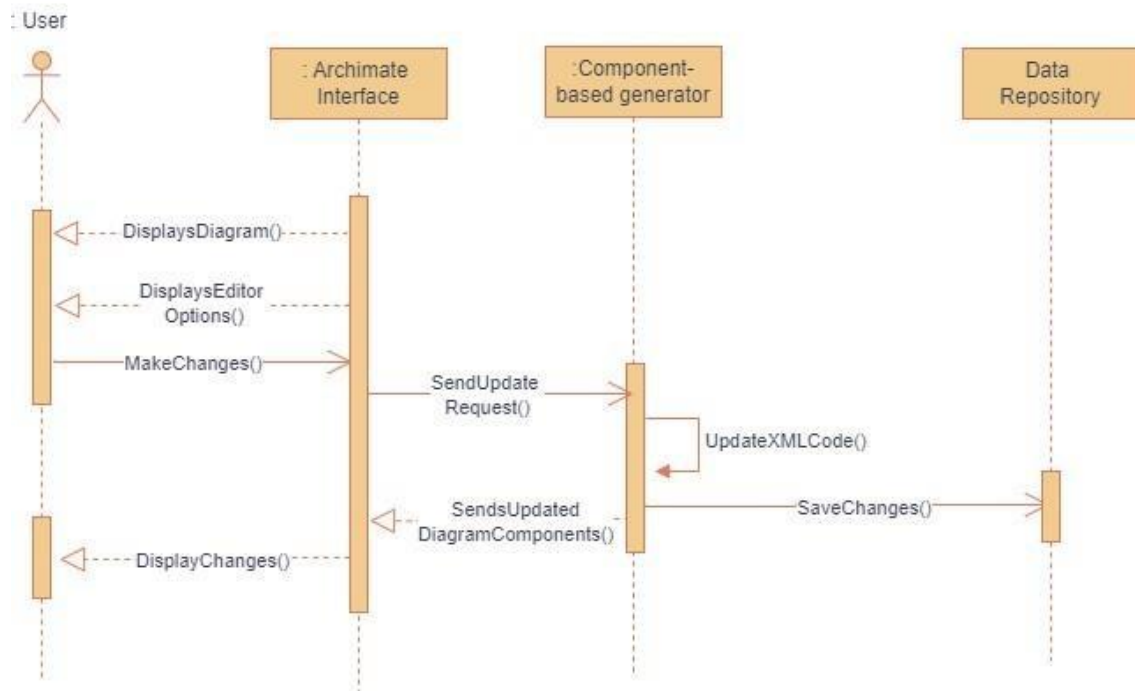 : User
: Archimate
Interface
:Component-
based generator
Data
Repository
DisplaysDiagram()
DisplaysEditor
Options()
MakeChanges()
SendUpdate
Request()
UpdateXMLCode()
SaveChanges()
SendsUpdated
DiagramComponents()
DisplayChanges()